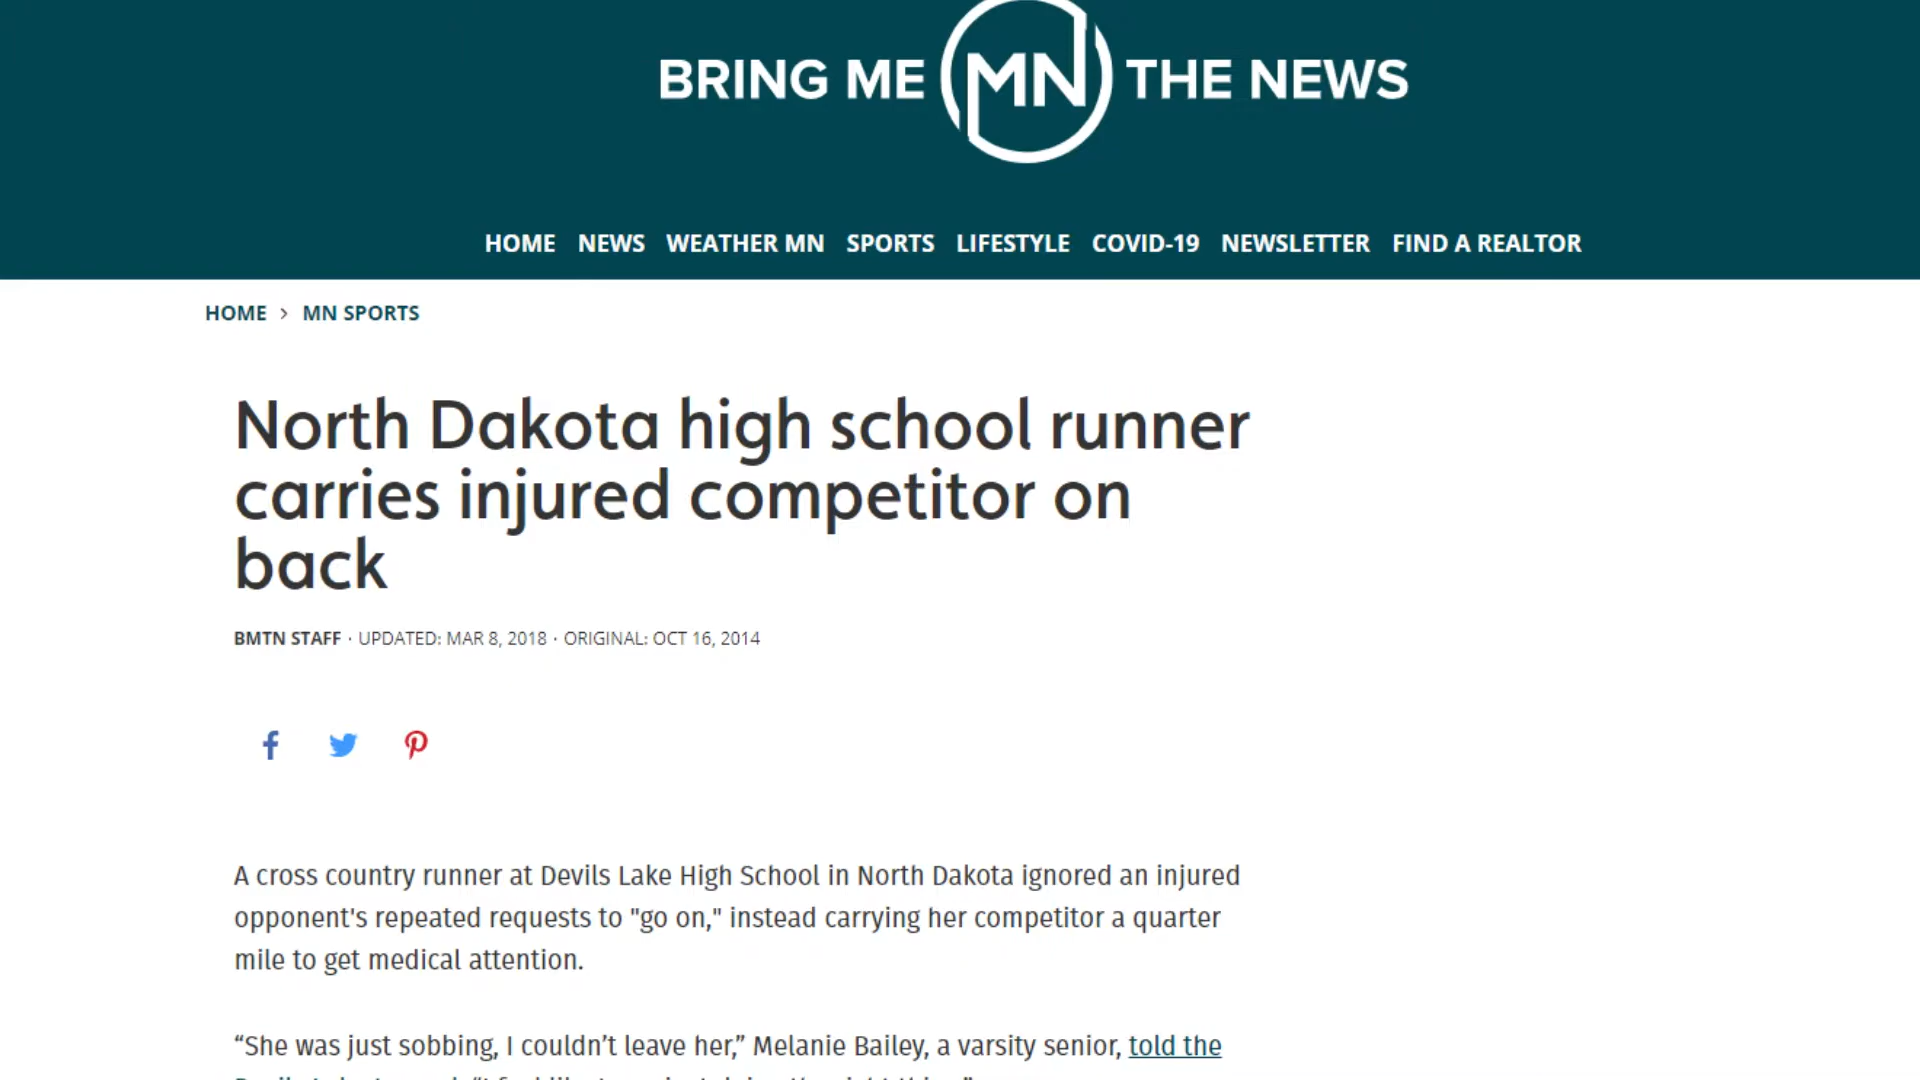 BRING ME MN THE NEWS
HOME NEWS WEATHER MN SPORTS LIFESTYLE COVID-19 NEWSLETTER FIND A REALTOR
HOME > MN SPORTS
North Dakota high school runner
carries injured competitor on
back
BMTN STAFF · UPDATED: MAR 8, 2018 · ORIGINAL: OCT 16, 2014
A cross country runner at Devils Lake High School in North Dakota ignored an injured
opponent's repeated requests to "go on," instead carrying her competitor a quarter
mile to get medical attention.
“She was just sobbing, I couldn’t leave her,” Melanie Bailey, a varsity senior, told the